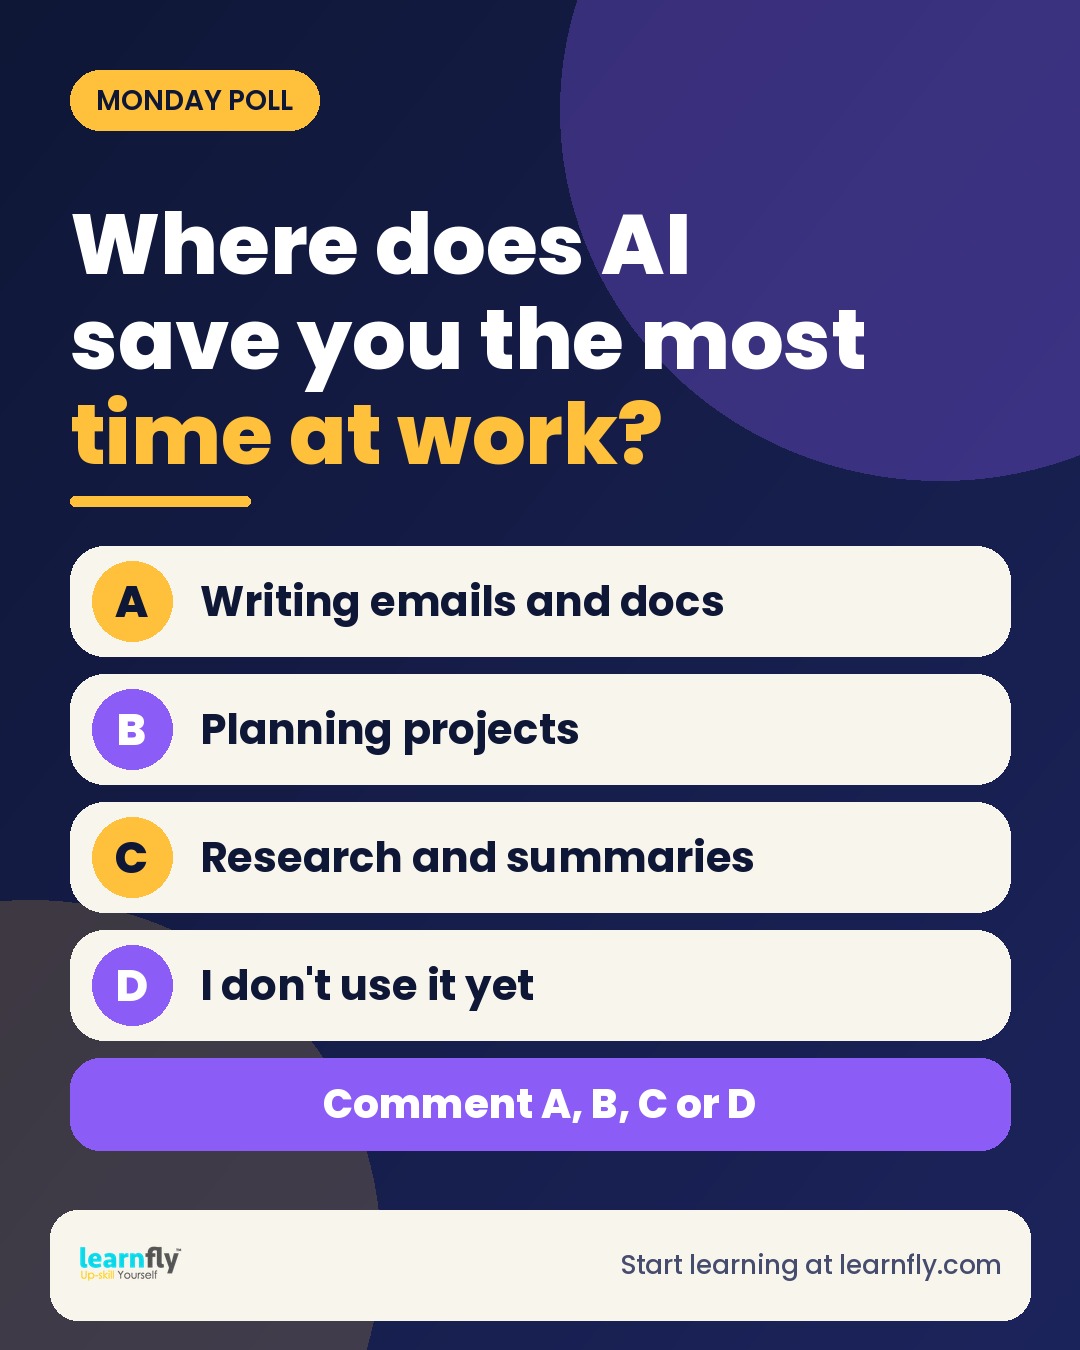 MONDAY POLL
Where does AI
save you the most
time at work?
A Writing emails and docs
B Planning projects
C Research and summaries
D I don't use it yet
Comment A, B, C or D
learnfly™
Up-skill Yourself
Start learning at learnfly.com